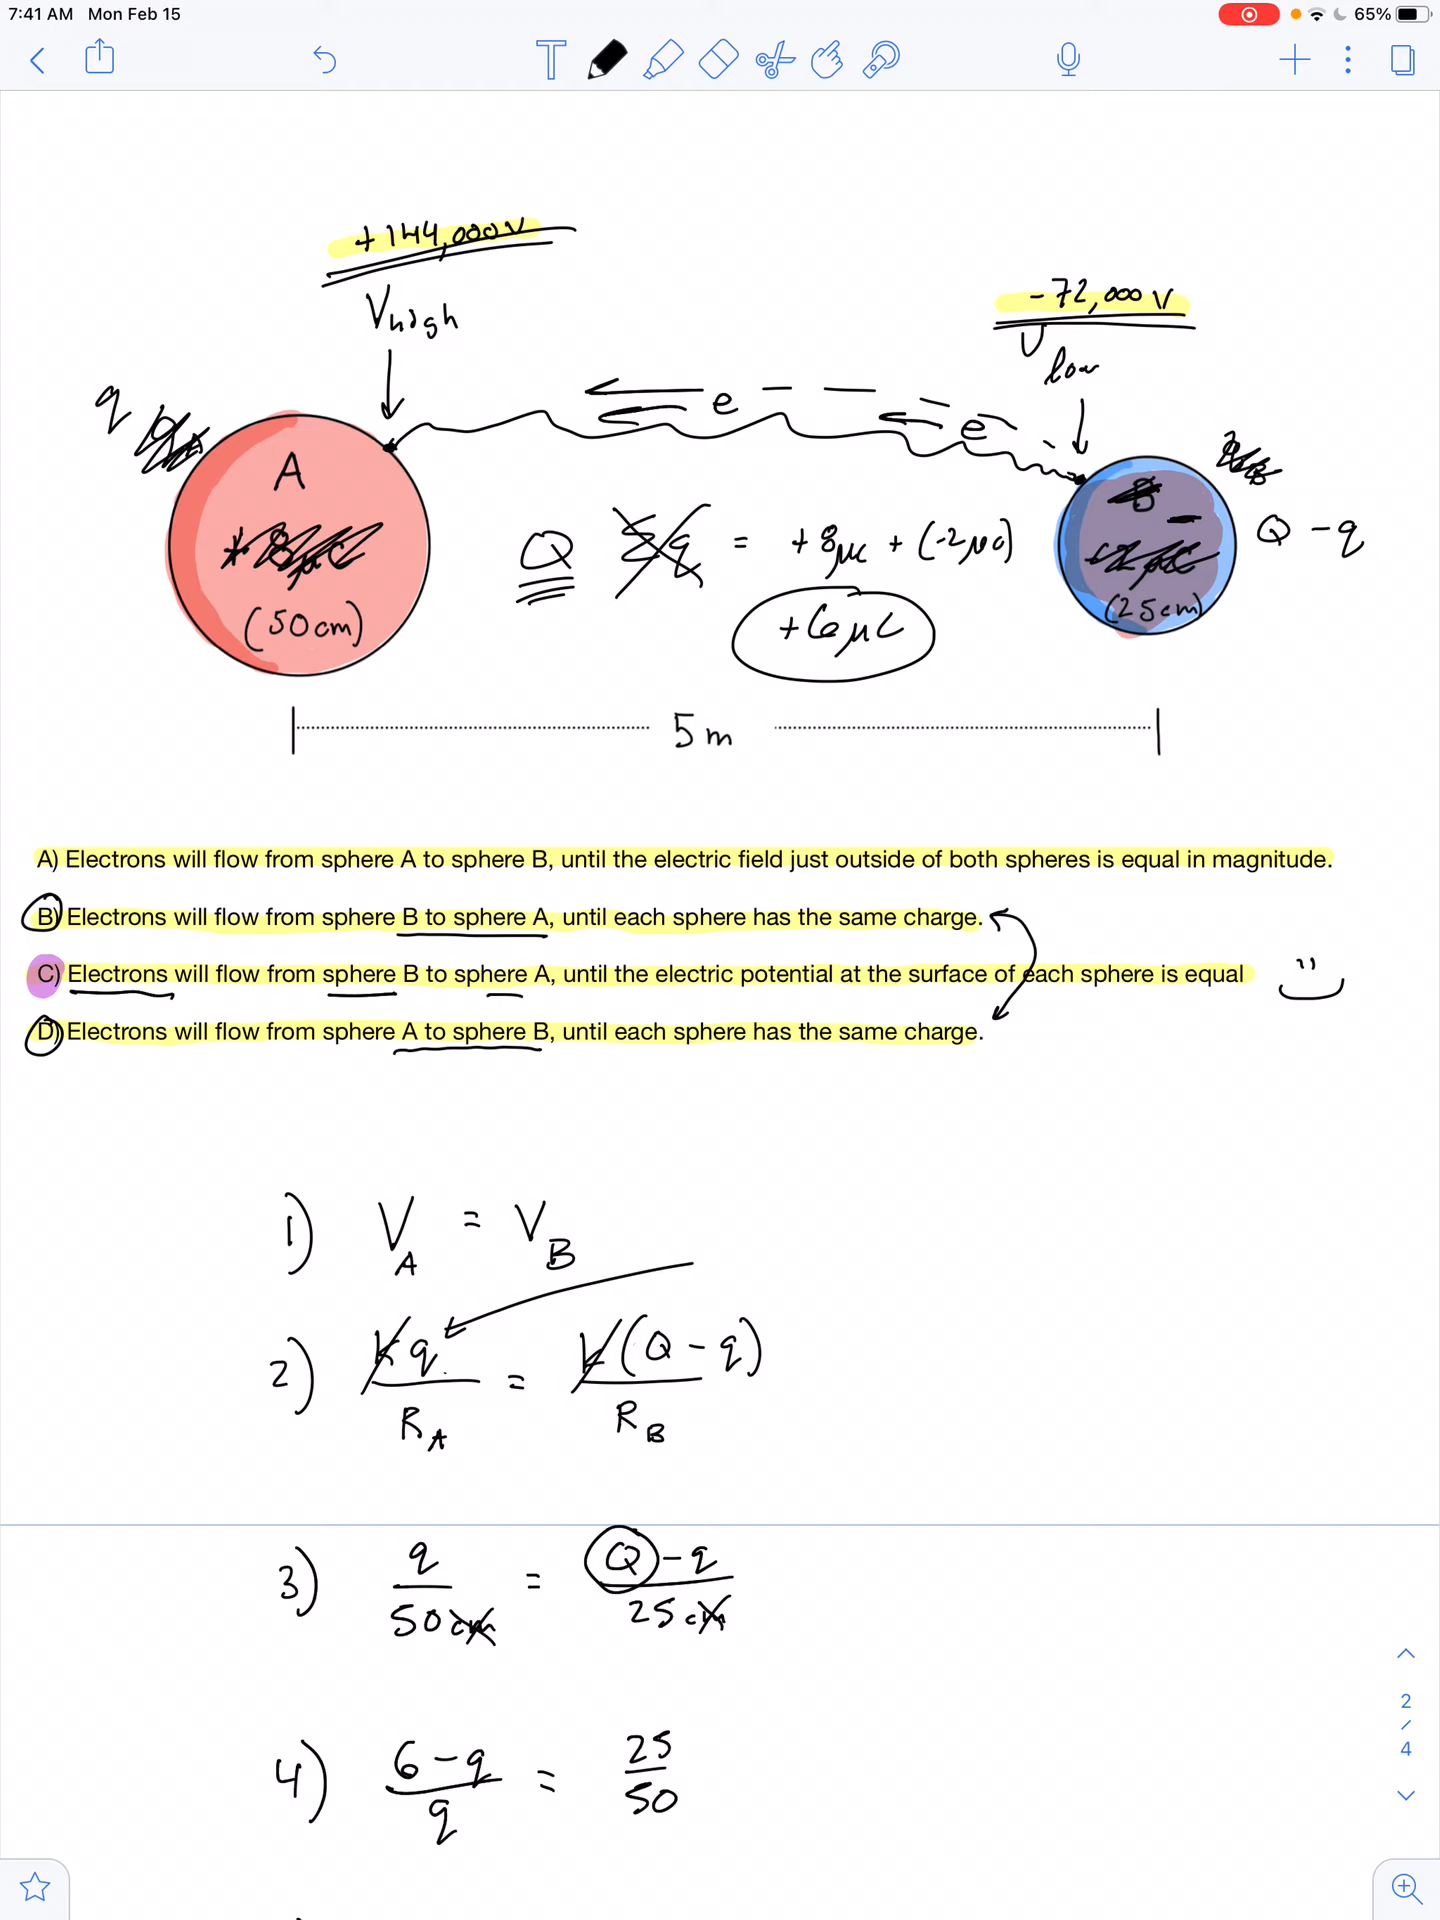 7:41 AM Mon Feb 15
65%
+144,000V
Vhigh
-72,000 V
V low
q
e
e
A
B
Q Σq = +8μC + (-2μC)
Q - q
(50cm)
+6μC
(25cm)
5m
A) Electrons will flow from sphere A to sphere B, until the electric field just outside of both spheres is equal in magnitude.
B) Electrons will flow from sphere B to sphere A, until each sphere has the same charge.
C) Electrons will flow from sphere B to sphere A, until the electric potential at the surface of each sphere is equal
D) Electrons will flow from sphere A to sphere B, until each sphere has the same charge.
1) V_A = V_B
2) Kq/R_A = K(Q - q)/R_B
3) q/50cm = Q - q/25cm
4) 6 - q/q = 25/50
2
/
4